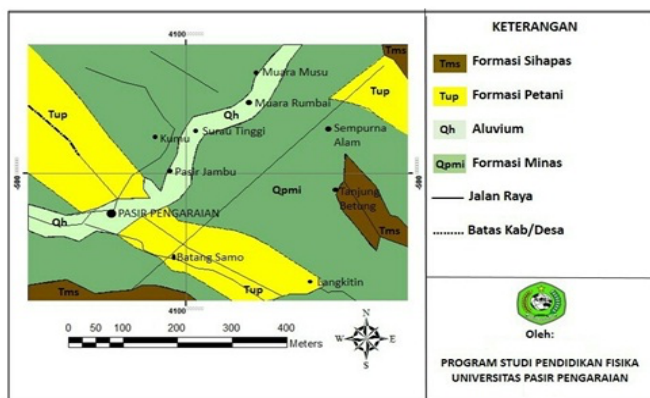 4100
Tms
Tup
Tup
Muara Musu
Muara Rumbai
Qh
Surau Tinggi
Kumu
Sempurna
Alam
-500
-500
Pasir Jambu
Qpmi
Tanjung
Betung
PASIR PENGARAIAN
Qh
Batang Samo
Langkitin
Tms
Tup
4100
0 50 100 200 300 400
Meters
N
W E
S
KETERANGAN
Tms Formasi Sihapas
Tup Formasi Petani
Qh Aluvium
Qpmi Formasi Minas
Jalan Raya
Batas Kab/Desa
Oleh:
PROGRAM STUDI PENDIDIKAN FISIKA
UNIVERSITAS PASIR PENGARAIAN